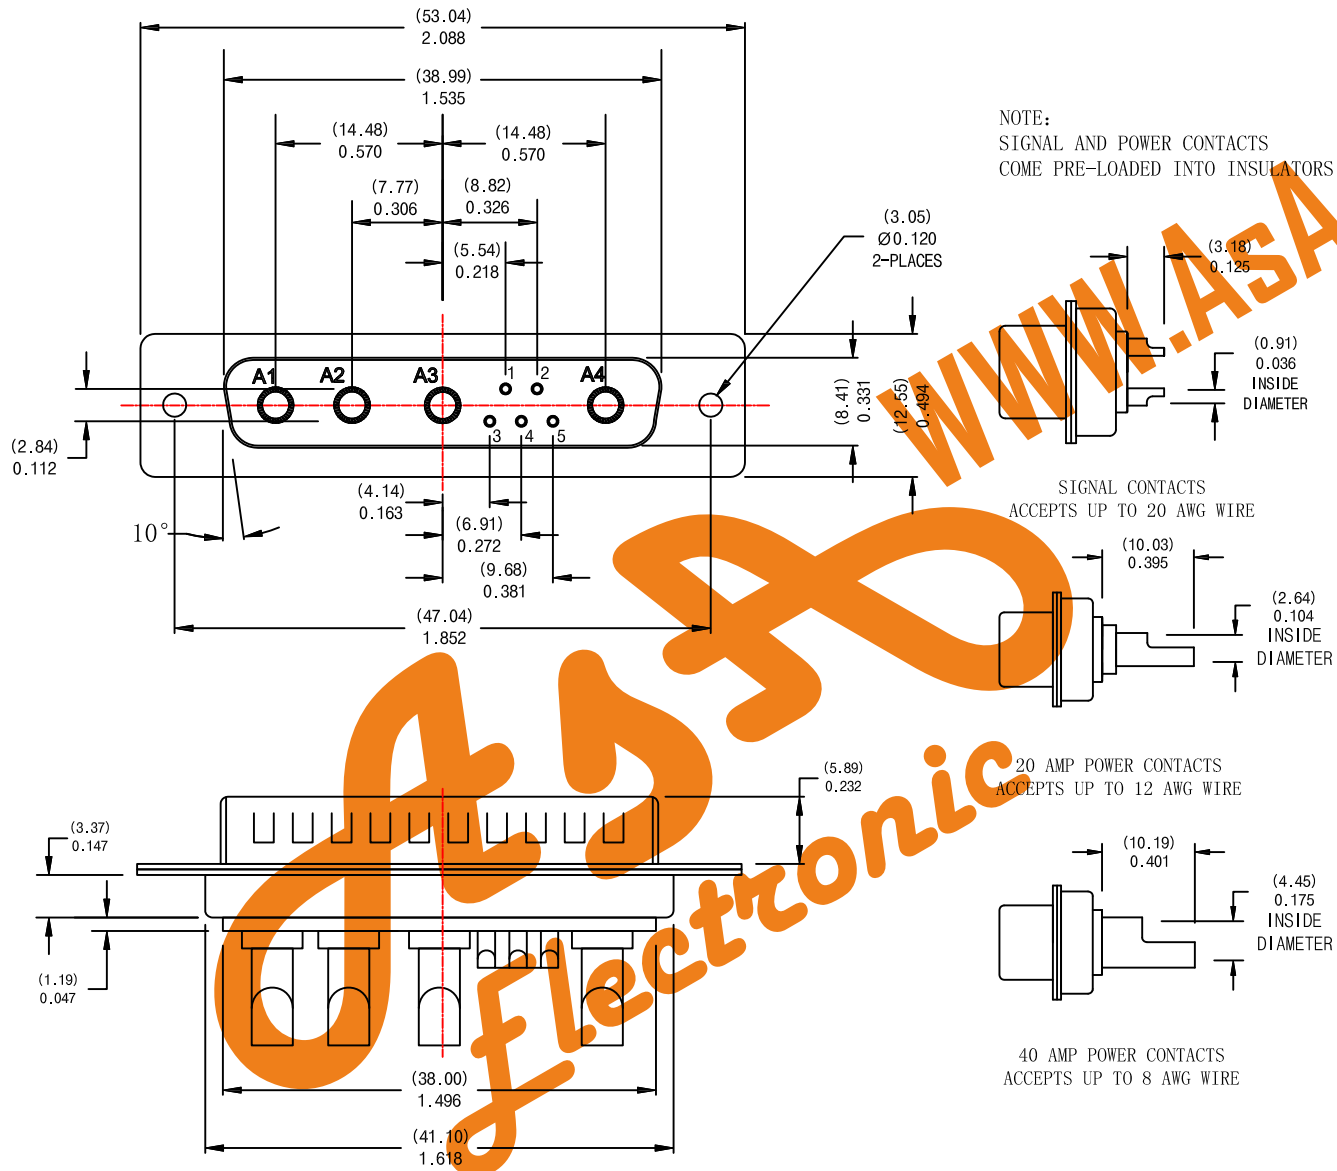 (53.04)
2.088
(38.99)
1.535
(14.48)
0.570
(14.48)
0.570
(7.77)
0.306
(8.82)
0.326
(5.54)
0.218
(3.05)
Ø0.120
2-PLACES
NOTE:
SIGNAL AND POWER CONTACTS
COME PRE-LOADED INTO INSULATORS
WWW.AsA
(3.18)
0.125
(0.91)
0.036
INSIDE
DIAMETER
A1
A2
A3
A4
1
2
3
4
5
(8.41)
0.331
(12.55)
0.494
(2.84)
0.112
10°
(4.14)
0.163
(6.91)
0.272
(9.68)
0.381
(47.04)
1.852
SIGNAL CONTACTS
ACCEPTS UP TO 20 AWG WIRE
(10.03)
0.395
(2.64)
0.104
INSIDE
DIAMETER
20 AMP POWER CONTACTS
ACCEPTS UP TO 12 AWG WIRE
(5.89)
0.232
(3.37)
0.147
(1.19)
0.047
(10.19)
0.401
(4.45)
0.175
INSIDE
DIAMETER
40 AMP POWER CONTACTS
ACCEPTS UP TO 8 AWG WIRE
(38.00)
1.496
(41.10)
1.618
Electronic